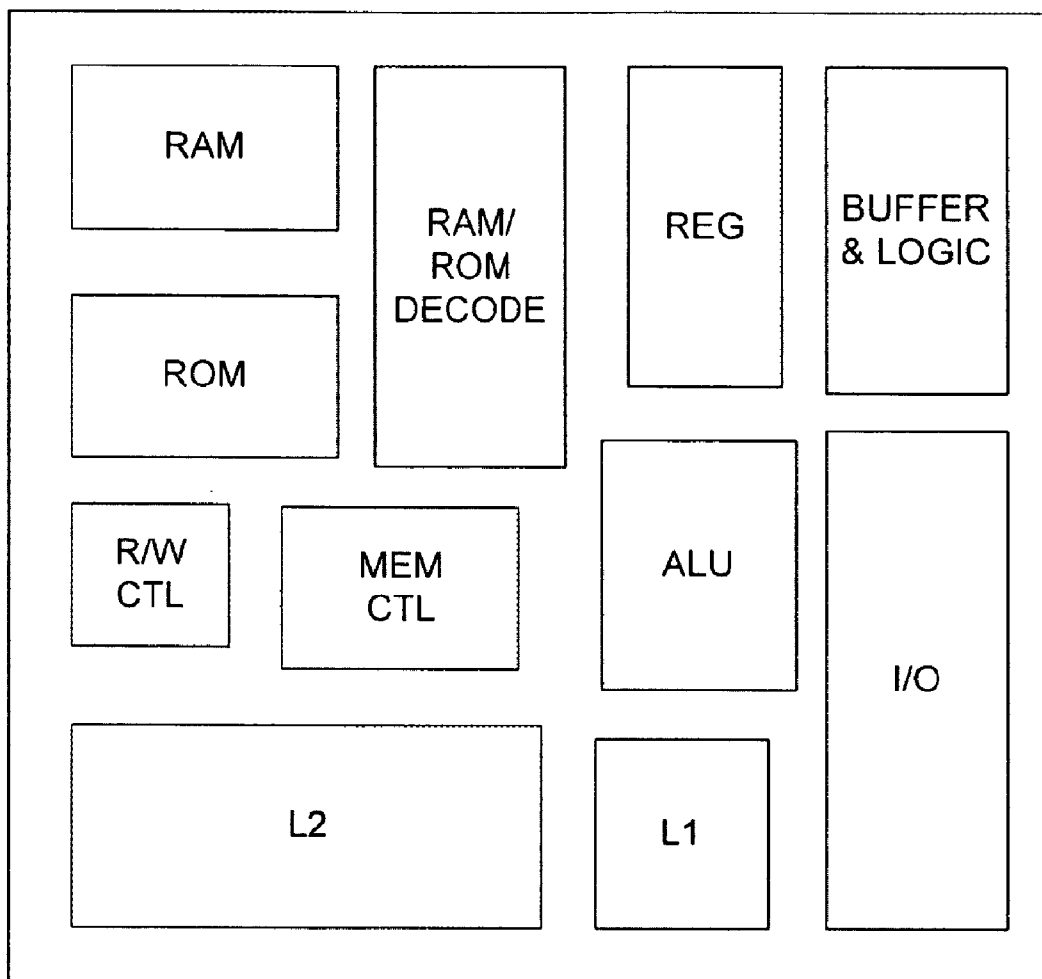 RAM
RAM/
ROM
DECODE
REG
BUFFER
& LOGIC
ROM
R/W
CTL
MEM
CTL
ALU
I/O
L2
L1